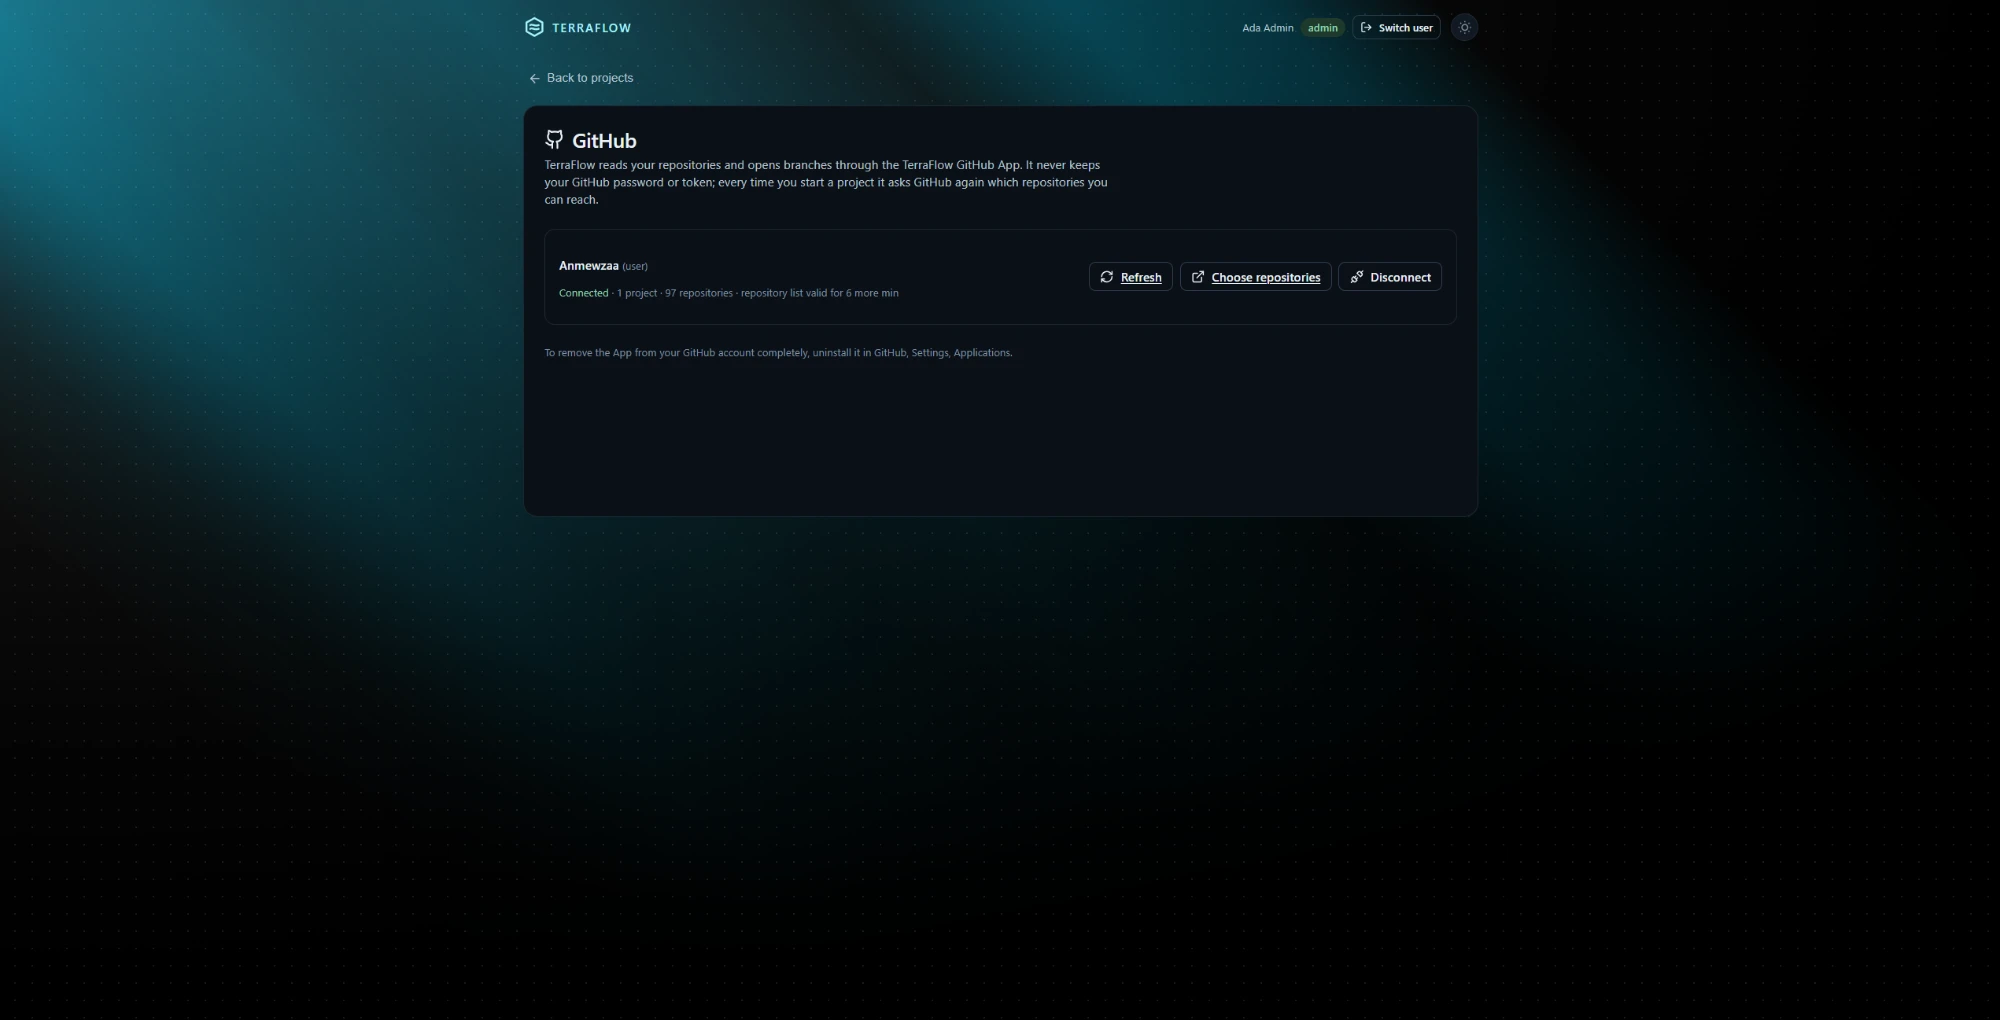 TERRAFLOW
Ada Admin admin Switch user
Back to projects
GitHub
TerraFlow reads your repositories and opens branches through the TerraFlow GitHub App. It never keeps
your GitHub password or token; every time you start a project it asks GitHub again which repositories you
can reach.
Anmewzaa (user)
Connected · 1 project · 97 repositories · repository list valid for 6 more min
Refresh Choose repositories Disconnect
To remove the App from your GitHub account completely, uninstall it in GitHub, Settings, Applications.